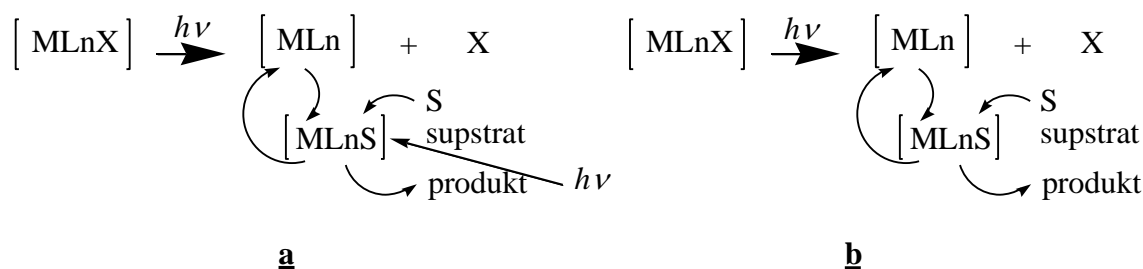 [ MLnX ] hν [ MLn ] + X
S
[ MLnS ] supstrat
produkt hν
a
[ MLnX ] hν [ MLn ] + X
S
[ MLnS ] supstrat
produkt
b